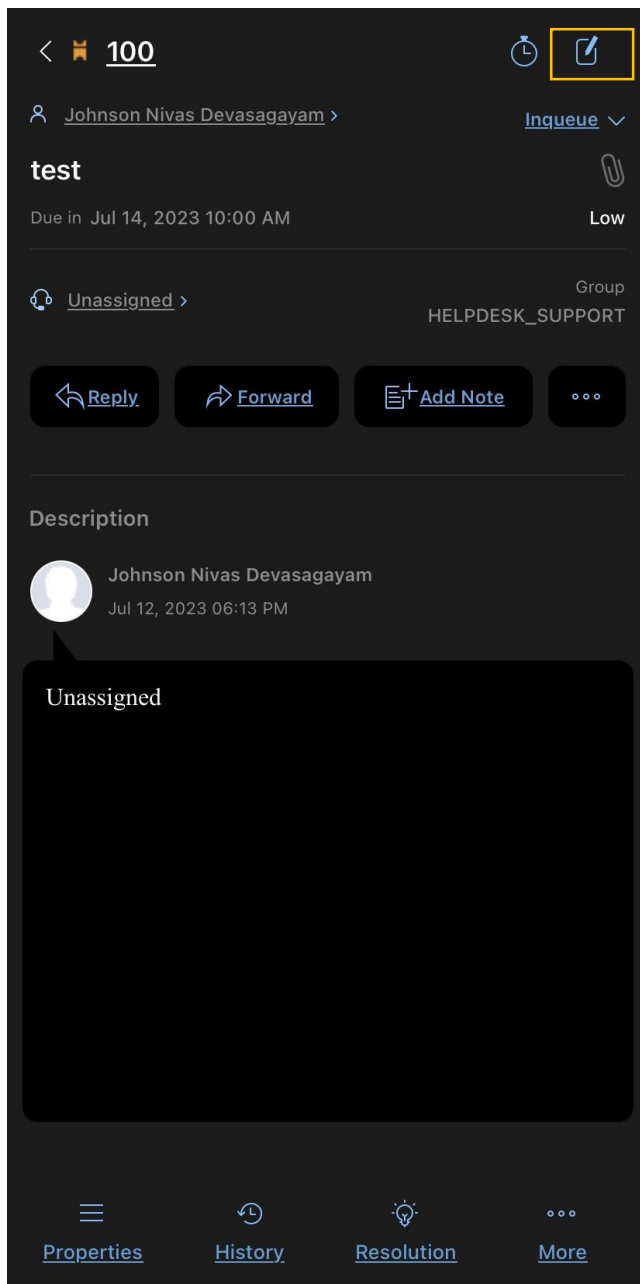 100
Johnson Nivas Devasagayam
Inqueue
test
Due in Jul 14, 2023 10:00 AM
Low
Unassigned
Group
HELPDESK_SUPPORT
Reply Forward Add Note
Description
Johnson Nivas Devasagayam
Jul 12, 2023 06:13 PM
Unassigned
Properties History Resolution More